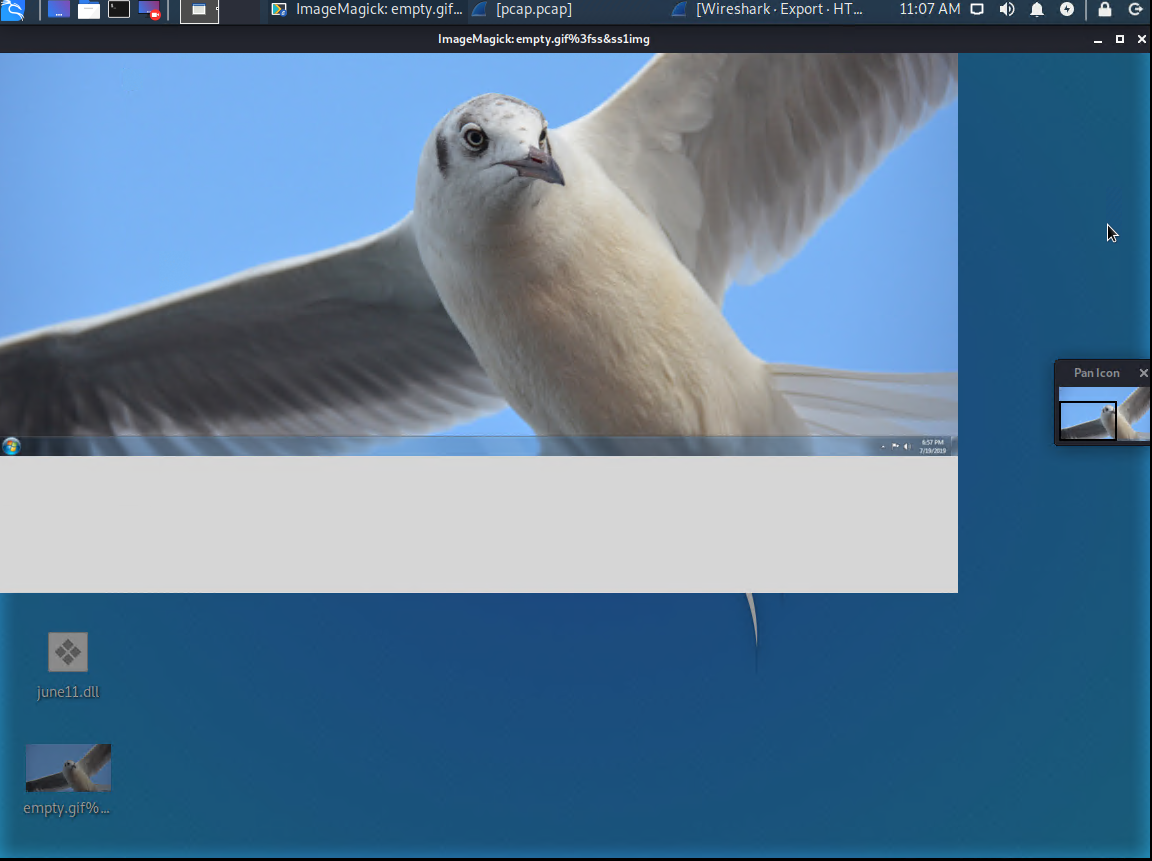 ImageMagick: empty.gif...
[pcap.pcap]
[Wireshark · Export · HT...
11:07 AM
ImageMagick: empty.gif%3fss&ss1img
Pan Icon
6:57 PM
7/19/2019
june11.dll
empty.gif%...